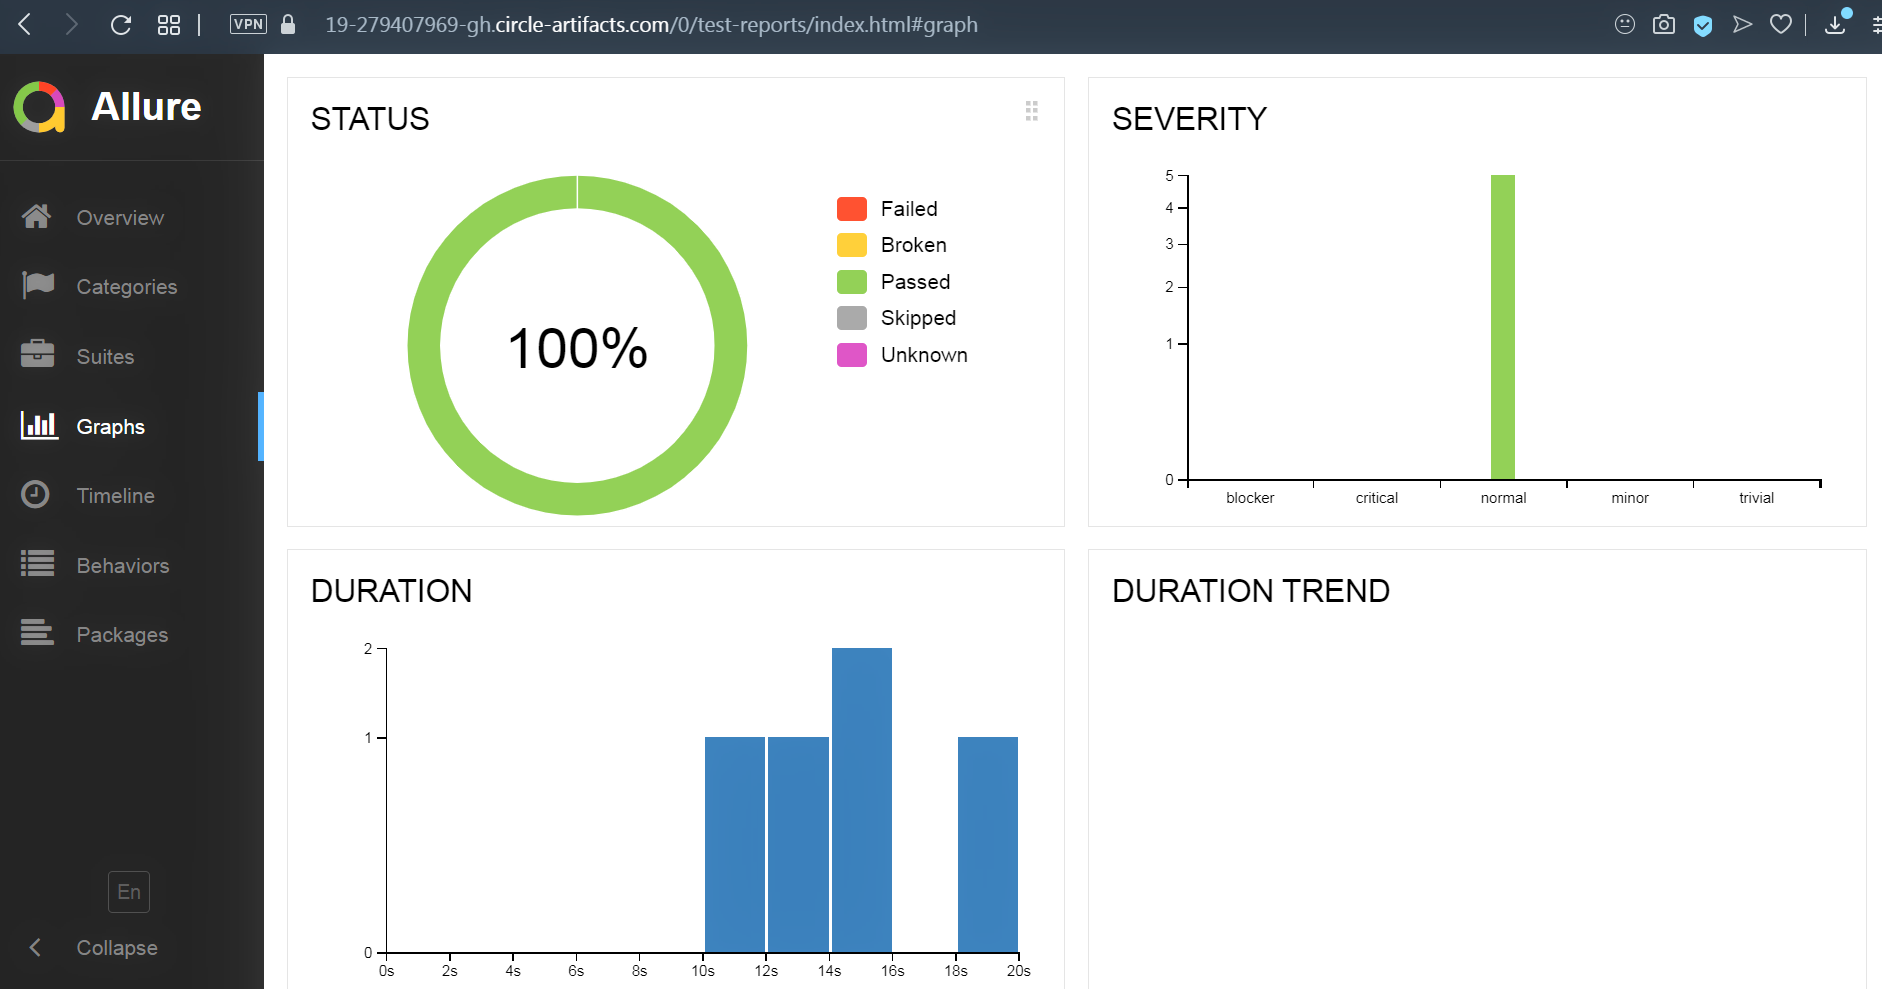 VPN 19-279407969-gh.circle-artifacts.com/0/test-reports/index.html#graph
Allure
Overview
Categories
Suites
Graphs
Timeline
Behaviors
Packages
En
Collapse
STATUS
100%
Failed
Broken
Passed
Skipped
Unknown
SEVERITY
5
4
3
2
1
0
blocker critical normal minor trivial
DURATION
2
1
0
0s 2s 4s 6s 8s 10s 12s 14s 16s 18s 20s
DURATION TREND